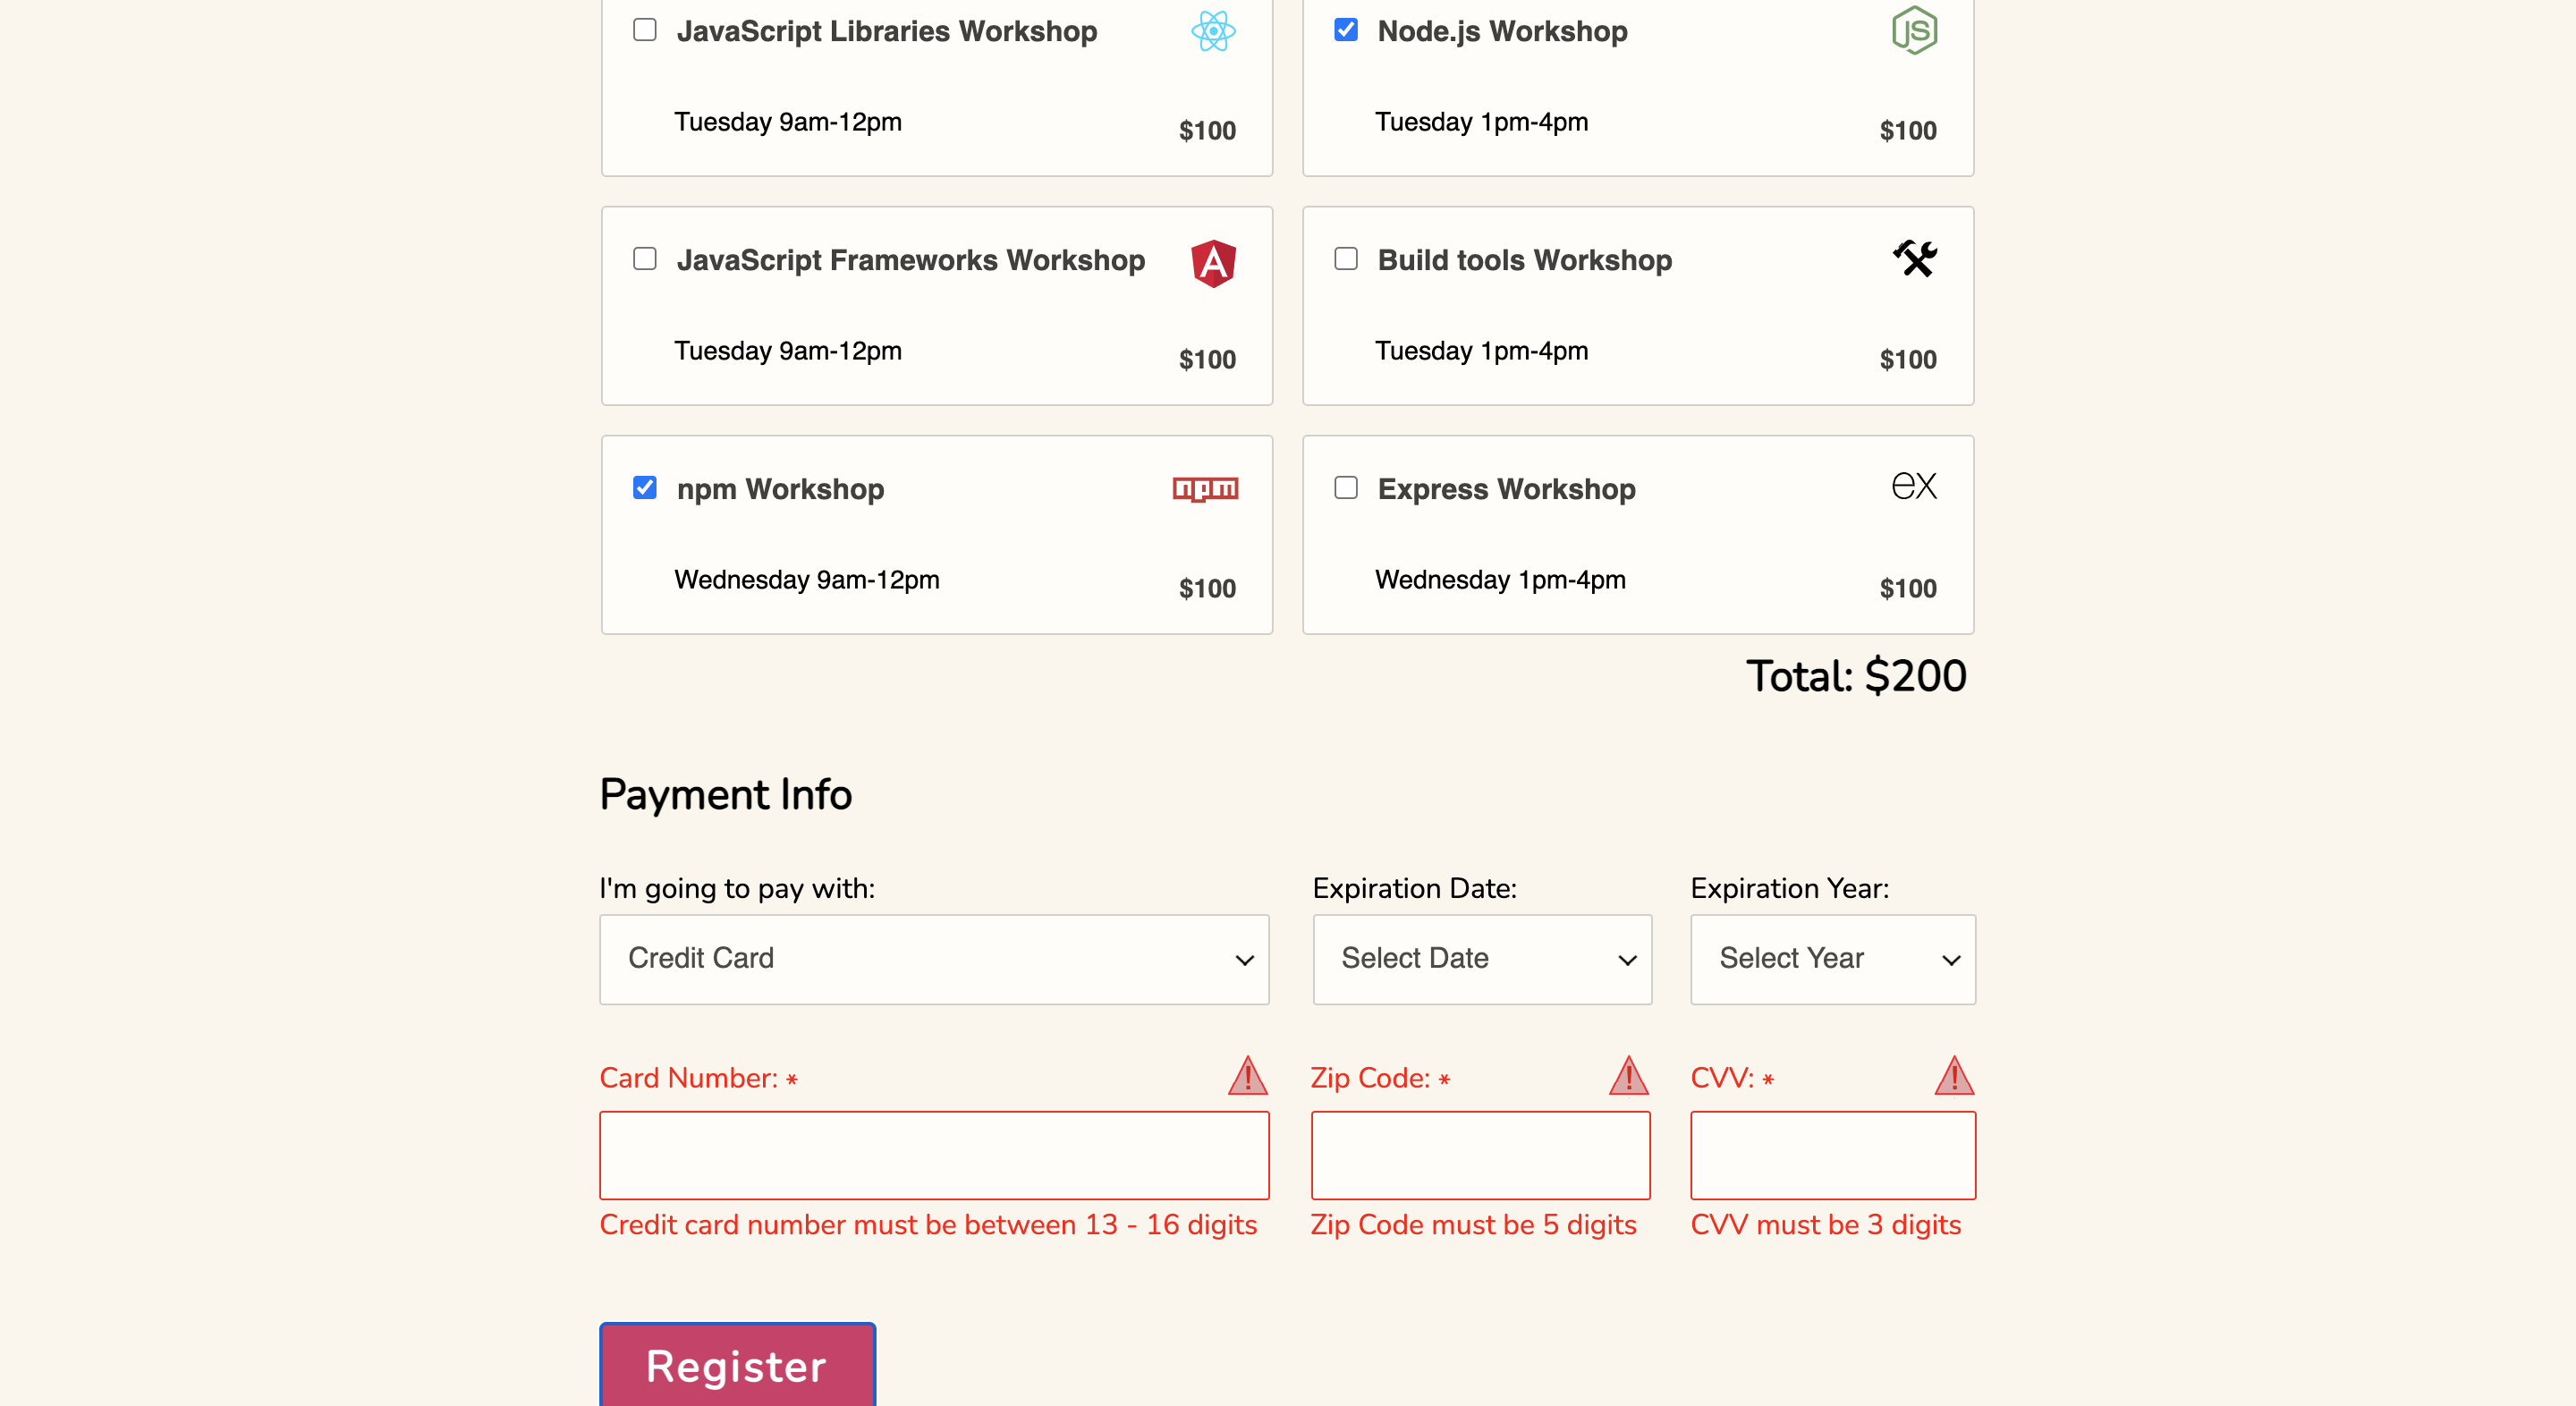 JavaScript Libraries Workshop
Tuesday 9am-12pm
$100
Node.js Workshop
JS
Tuesday 1pm-4pm
$100
JavaScript Frameworks Workshop
A
Tuesday 9am-12pm
$100
Build tools Workshop
Tuesday 1pm-4pm
$100
npm Workshop
npm
Wednesday 9am-12pm
$100
Express Workshop
ex
Wednesday 1pm-4pm
$100
Total: $200
Payment Info
I'm going to pay with:
Credit Card
Expiration Date:
Select Date
Expiration Year:
Select Year
Card Number: *
!
Credit card number must be between 13 - 16 digits
Zip Code: *
!
Zip Code must be 5 digits
CVV: *
!
CVV must be 3 digits
Register